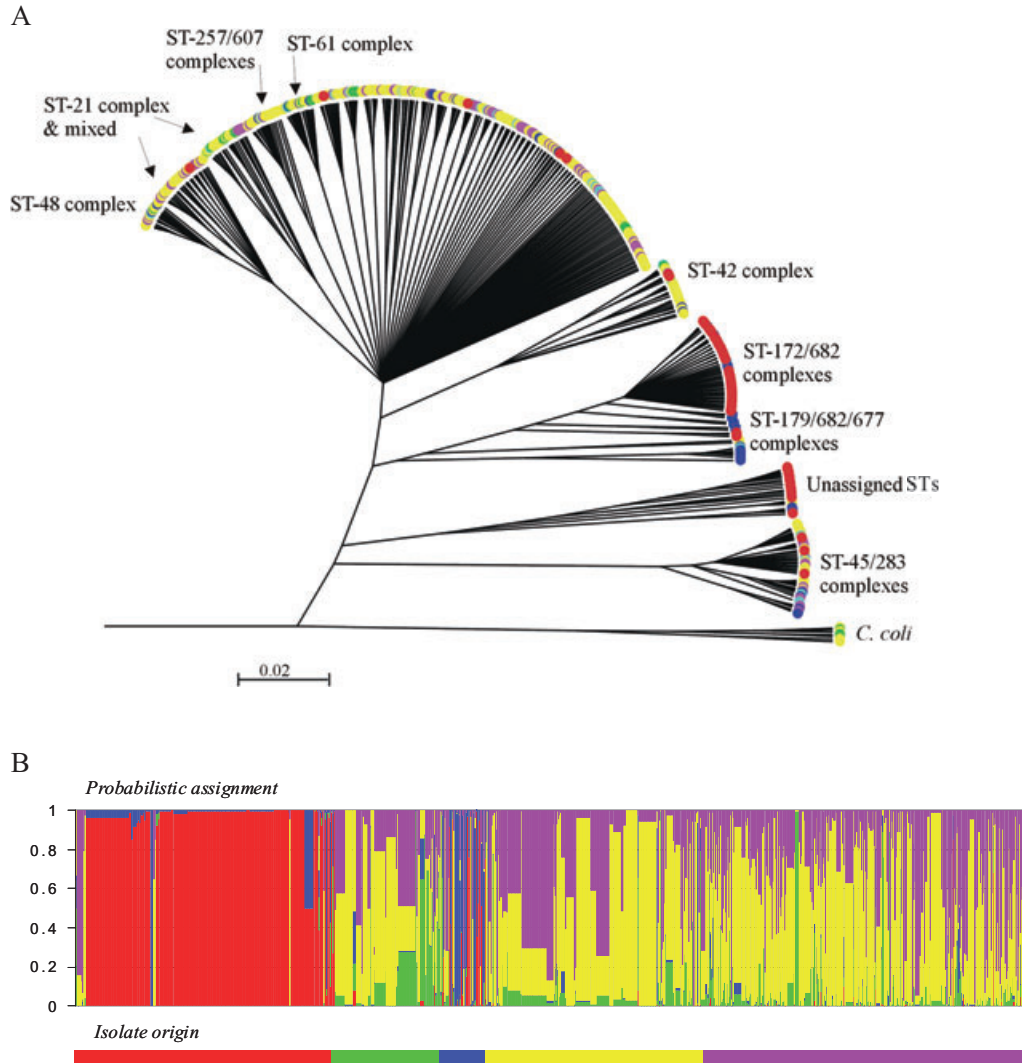 A
ST-257/607
complexes
ST-61 complex
ST-21 complex
& mixed
ST-48 complex
ST-42 complex
ST-172/682
complexes
ST-179/682/677
complexes
Unassigned STs
ST-45/283
complexes
C. coli
0.02
B
Probabilistic assignment
1
0.8
0.6
0.4
0.2
0
Isolate origin